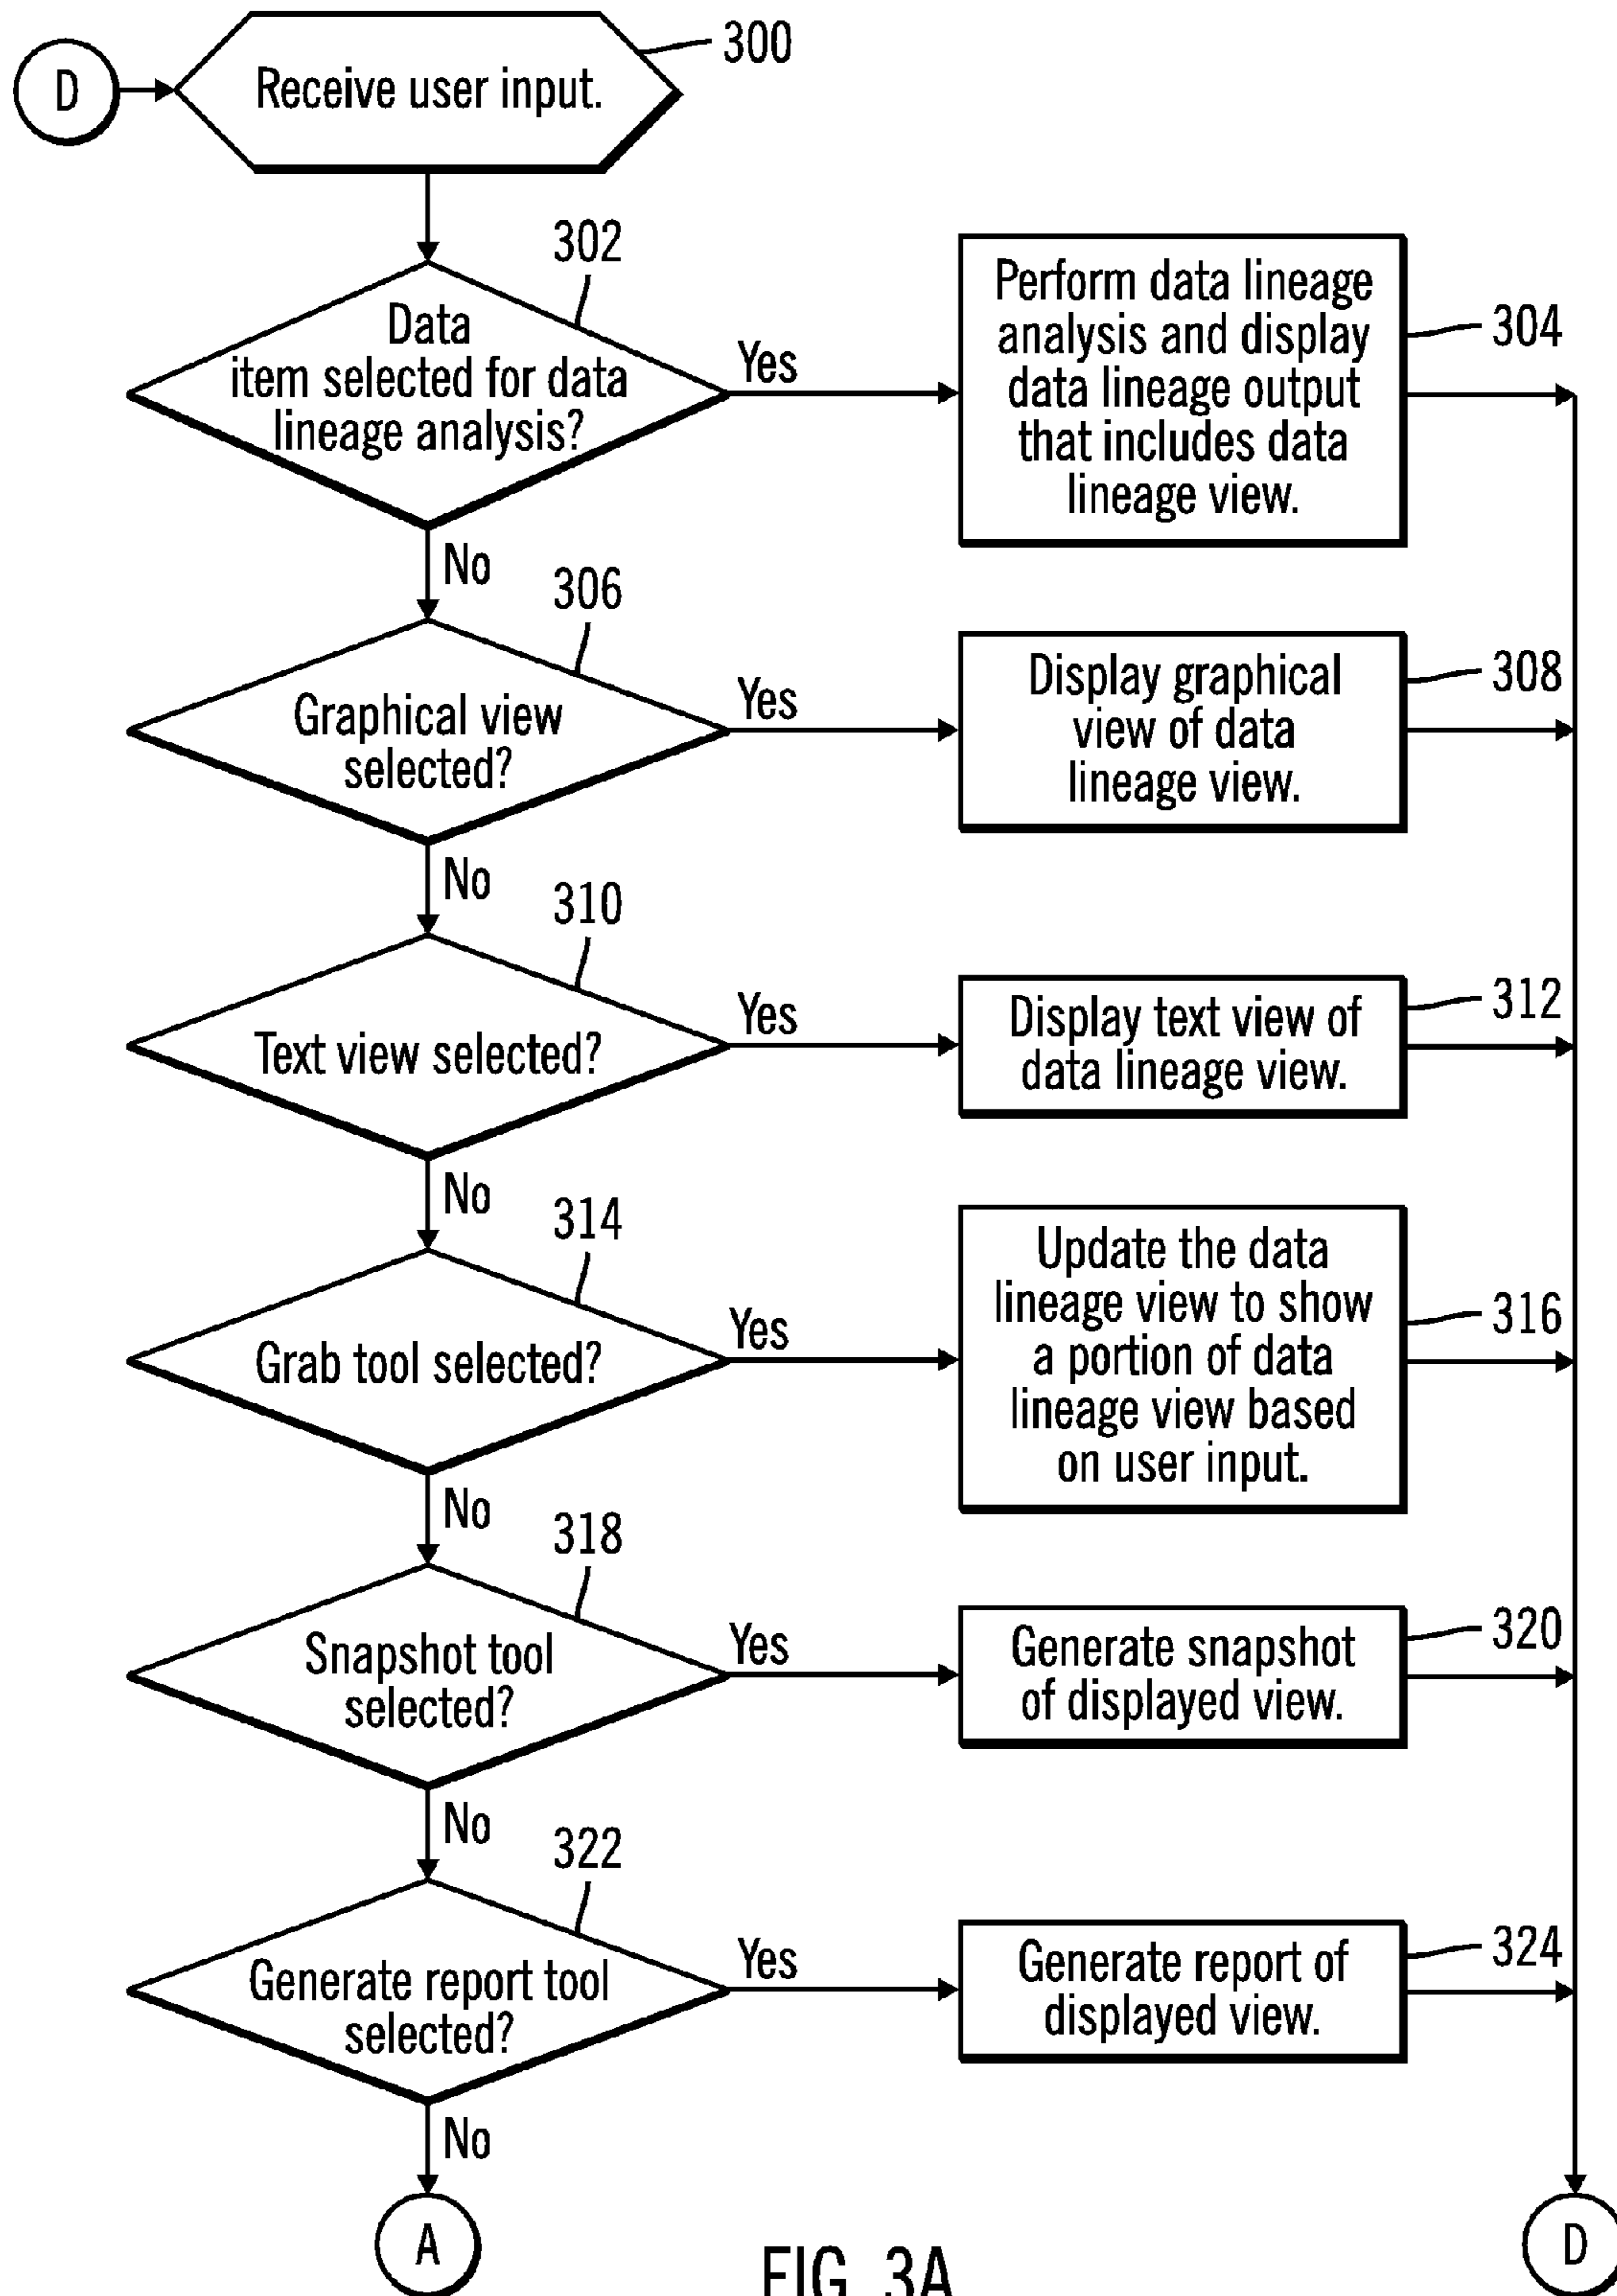 300
D
Receive user input.
302
Data
item selected for data
lineage analysis?
Yes
Perform data lineage
analysis and display
data lineage output
that includes data
lineage view.
304
No
306
Graphical view
selected?
Yes
Display graphical
view of data
lineage view.
308
No
310
Text view selected?
Yes
Display text view of
data lineage view.
312
No
314
Grab tool selected?
Yes
Update the data
lineage view to show
a portion of data
lineage view based
on user input.
316
No
318
Snapshot tool
selected?
Yes
Generate snapshot
of displayed view.
320
No
322
Generate report tool
selected?
Yes
Generate report of
displayed view.
324
No
A
D
FIG. 3A